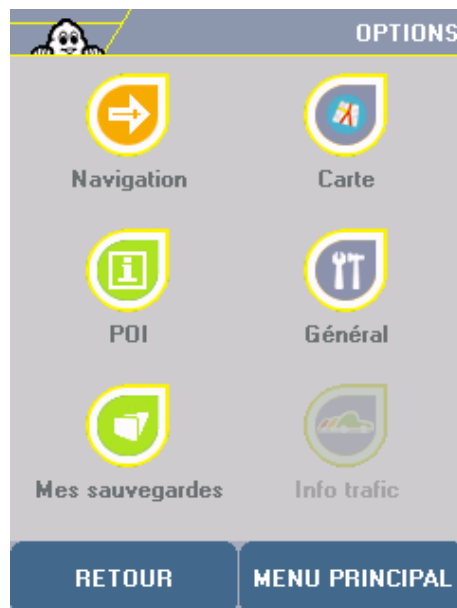 OPTIONS
Navigation
Carte
POI
Général
Mes sauvegardes
Info trafic
RETOUR
MENU PRINCIPAL